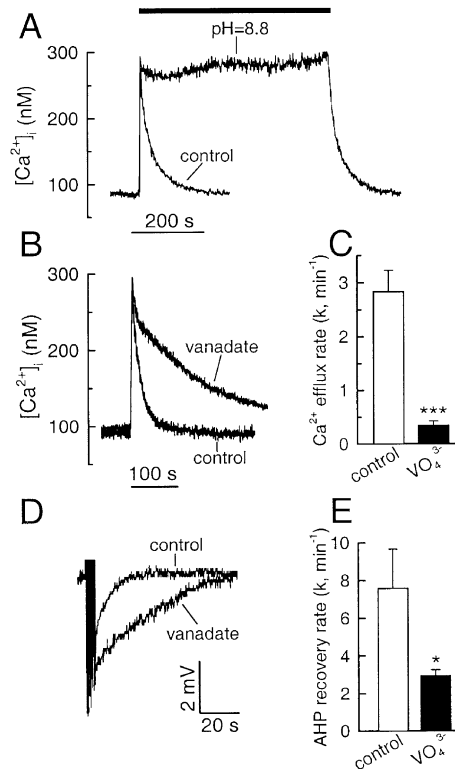 A
pH=8.8
300
200
100
[Ca²⁺]ᵢ (nM)
control
200 s
B
300
200
100
[Ca²⁺]ᵢ (nM)
vanadate
control
100 s
C
3
2
1
0
Ca²⁺ efflux rate (k, min⁻¹)
***
control
VO₄³⁻
D
control
vanadate
2 mV
20 s
E
10
8
6
4
2
0
AHP recovery rate (k, min⁻¹)
*
control
VO₄³⁻